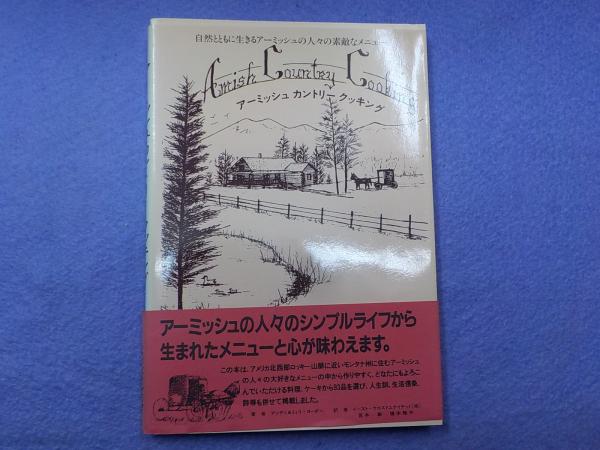 自然とともに生きるアーミッシュの人々の素敵なメニュー
Amish Country Cooking
アーミッシュ カントリー クッキング
アーミッシュの人々のシンプルライフから
生まれたメニューと心が味わえます。
この本は、アメリカ北西部ロッキー山脈に近いモンタナ州に住むアーミッシュ
の人々の大好きなメニューの中から作りやすく、どなたにもよろこ
んでいただける料理、ケーキから93品を選び、人生訓、生活信条、
詩等も併せて掲載しました。